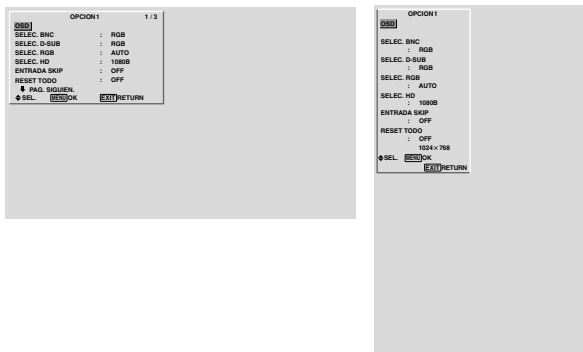 OPCION1 1 / 3
OSD
SELEC. BNC : RGB
SELEC. D-SUB : RGB
SELEC. RGB : AUTO
SELEC. HD : 1080B
ENTRADA SKIP : OFF
RESET TODO : OFF
PAG. SIGUIEN.
SEL. MENU OK EXIT RETURN
OPCION1
OSD
SELEC. BNC
: RGB
SELEC. D-SUB
: RGB
SELEC. RGB
: AUTO
SELEC. HD
: 1080B
ENTRADA SKIP
: OFF
RESET TODO
: OFF
1024×768
SEL. MENU OK
EXIT RETURN